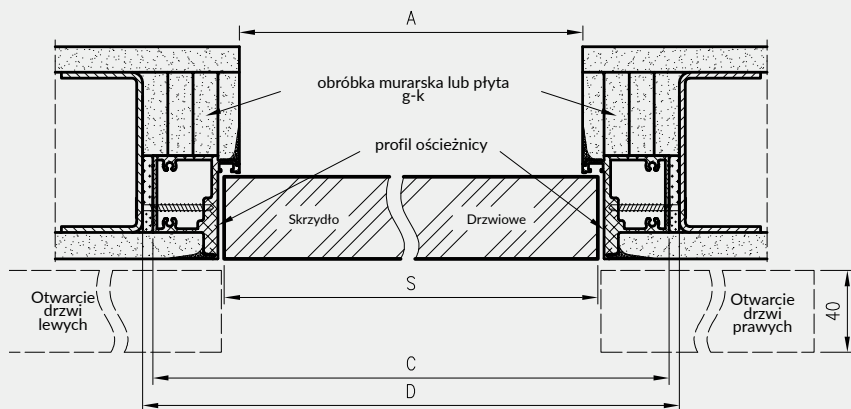 A
obróbka murarska lub płyta
g-k
profil ościeżnicy
Skrzydło
Drzwiowe
S
Otwarcie
drzwi
lewych
Otwarcie
drzwi
prawych
40
C
D